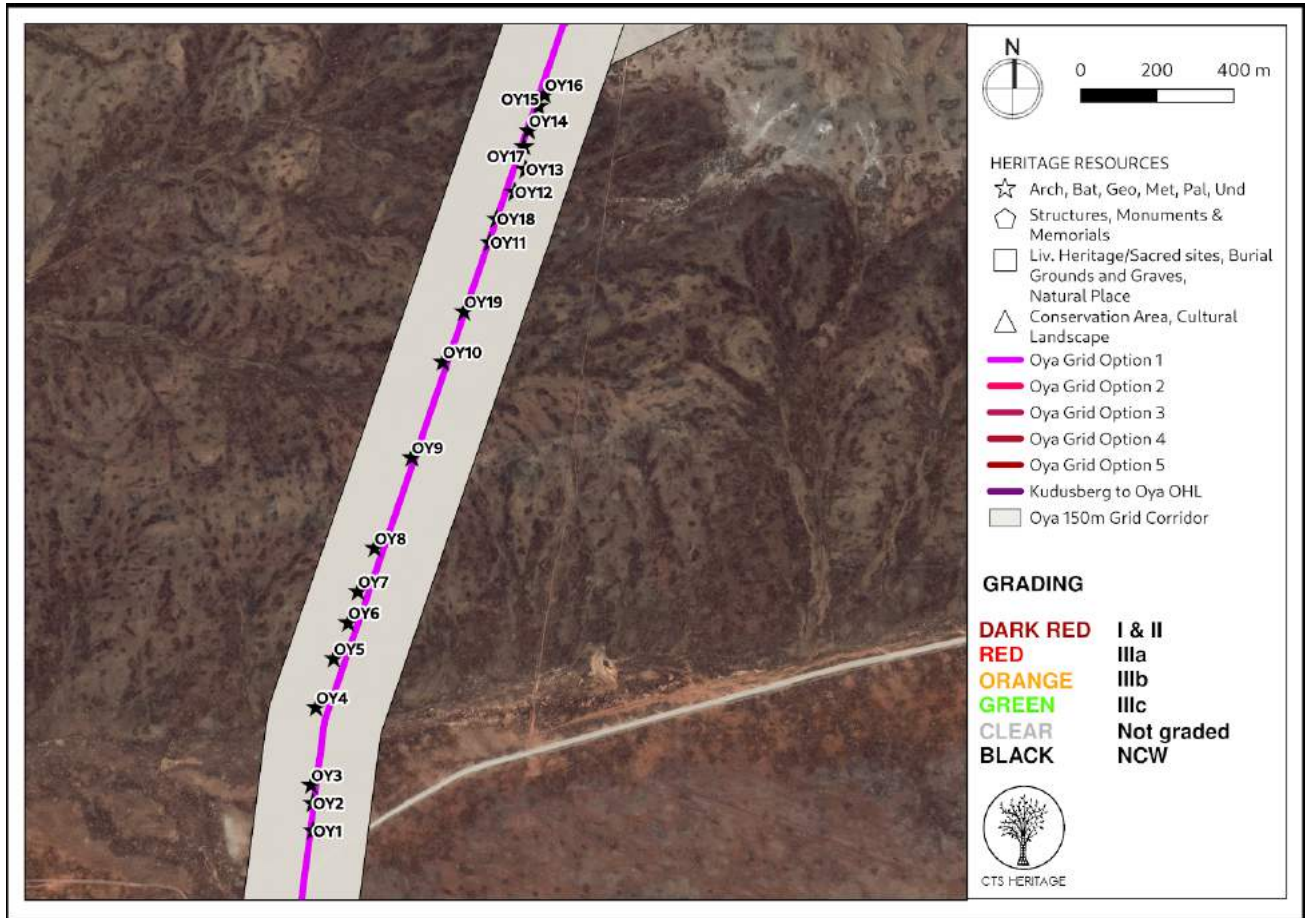 OY16
OY15
OY14
OY17
OY13
OY12
OY18
OY11
OY19
OY10
OY9
OY8
OY7
OY6
OY5
OY4
OY3
OY2
OY1
N
0 200 400 m
HERITAGE RESOURCES
Arch, Bat, Geo, Met, Pal, Und
Structures, Monuments &
Memorials
Liv. Heritage/Sacred sites, Burial
Grounds and Graves,
Natural Place
Conservation Area, Cultural
Landscape
Oya Grid Option 1
Oya Grid Option 2
Oya Grid Option 3
Oya Grid Option 4
Oya Grid Option 5
Kudusberg to Oya OHL
Oya 150m Grid Corridor
GRADING
DARK RED I & II
RED IIIa
ORANGE IIIb
GREEN IIIc
CLEAR Not graded
BLACK NCW
CTS HERITAGE